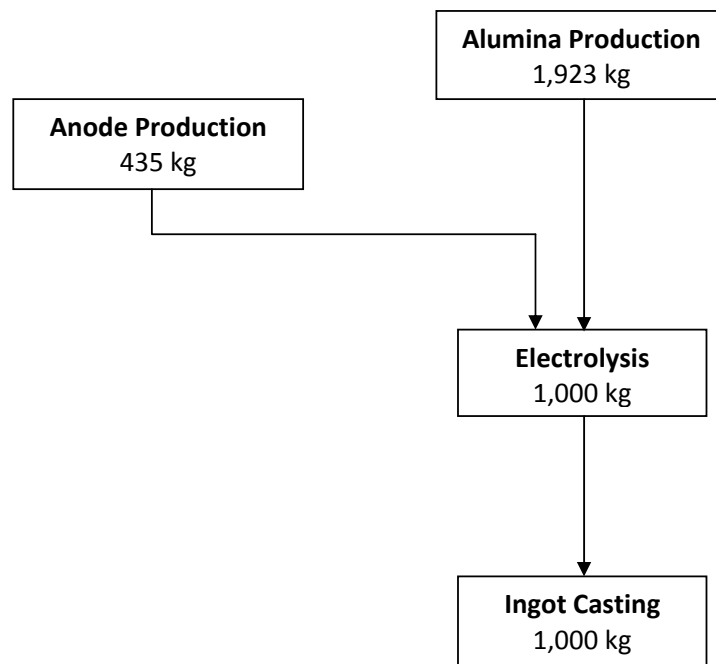 Alumina Production
1,923 kg
Anode Production
435 kg
Electrolysis
1,000 kg
Ingot Casting
1,000 kg